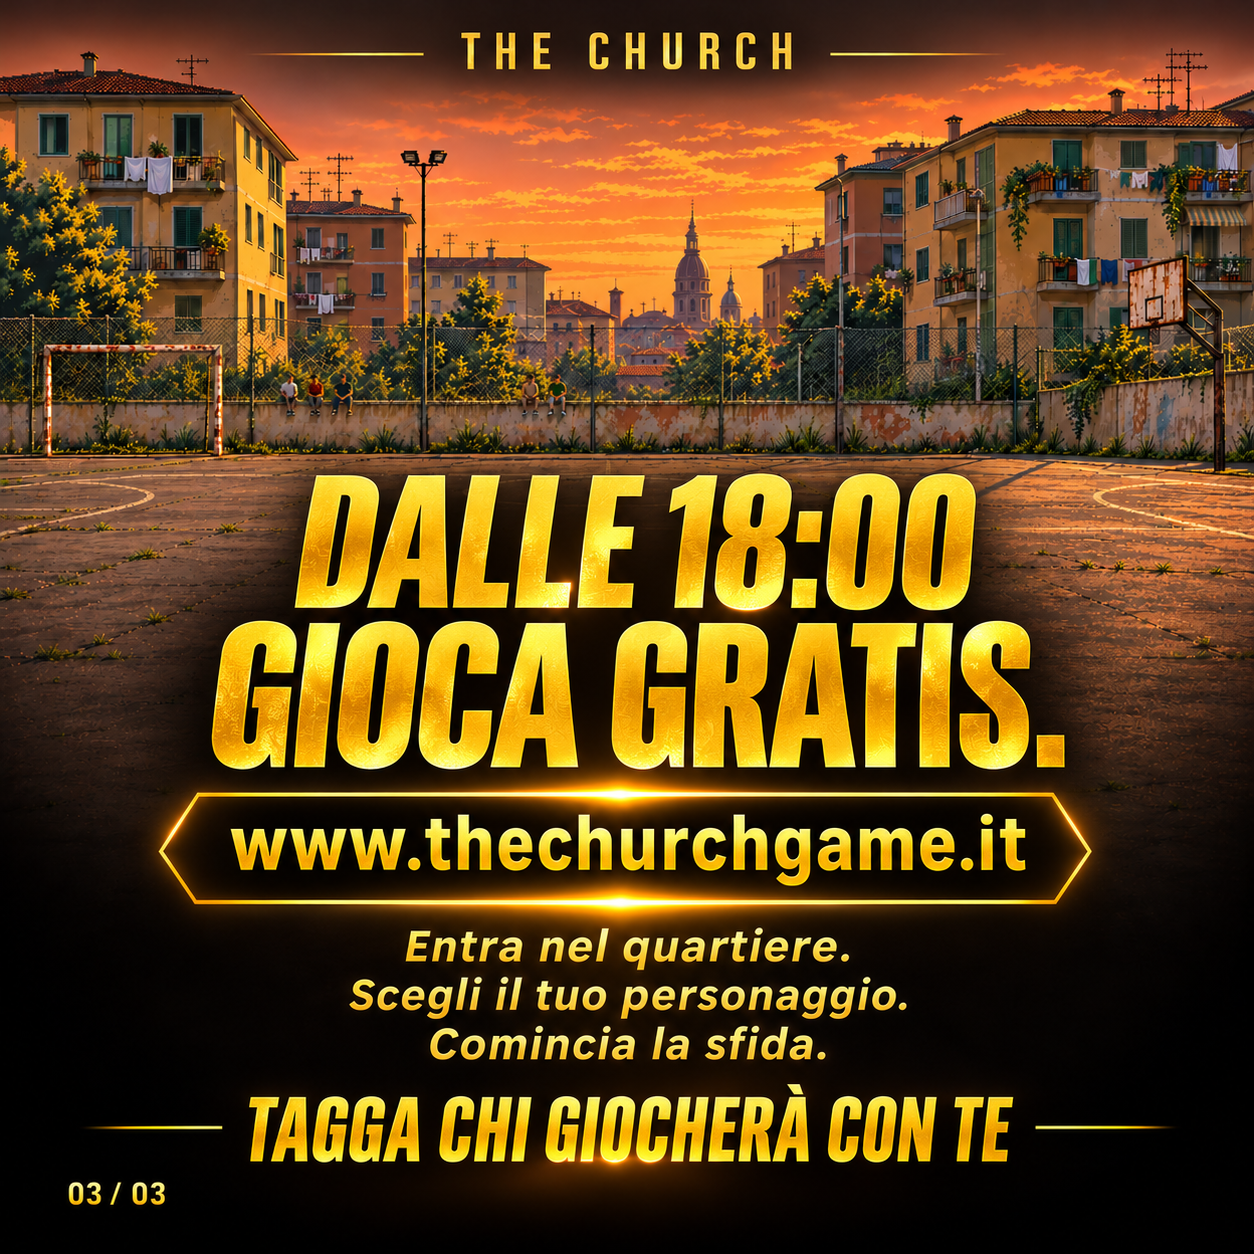 THE CHURCH
DALLE 18:00
GIOCA GRATIS.
www.thechurchgame.it
Entra nel quartiere.
Scegli il tuo personaggio.
Comincia la sfida.
TAGGA CHI GIOCHERÀ CON TE
03 / 03